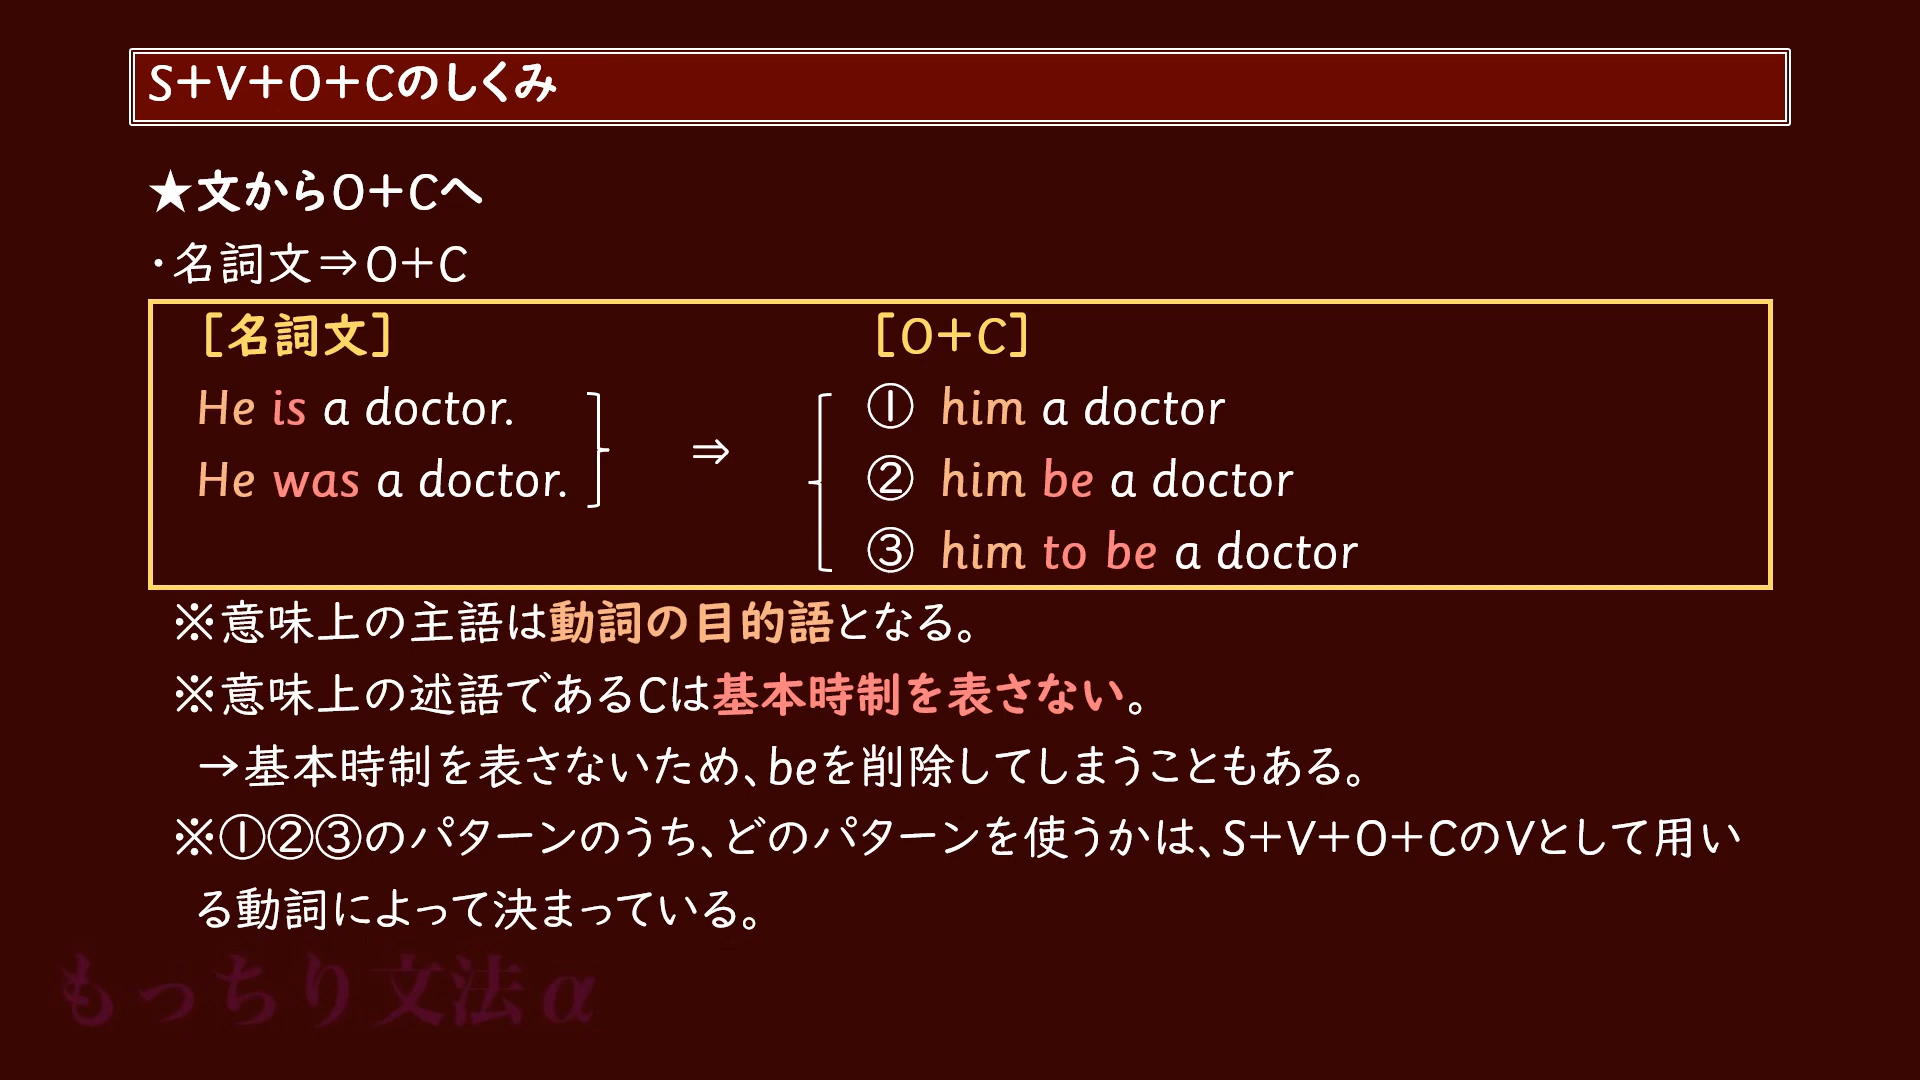 S+V+O+Cのしくみ
★文からO+Cへ
・名詞文⇒O+C
[名詞文] [O+C]
He is a doctor. ① him a doctor
He was a doctor. ⇒ ② him be a doctor
③ him to be a doctor
※意味上の主語は動詞の目的語となる。
※意味上の述語であるCは基本時制を表さない。
→基本時制を表さないため、beを削除してしまうこともある。
※①②③のパターンのうち、どのパターンを使うかは、S+V+O+CのVとして用い
る動詞によって決まっている。
もっちり文法α